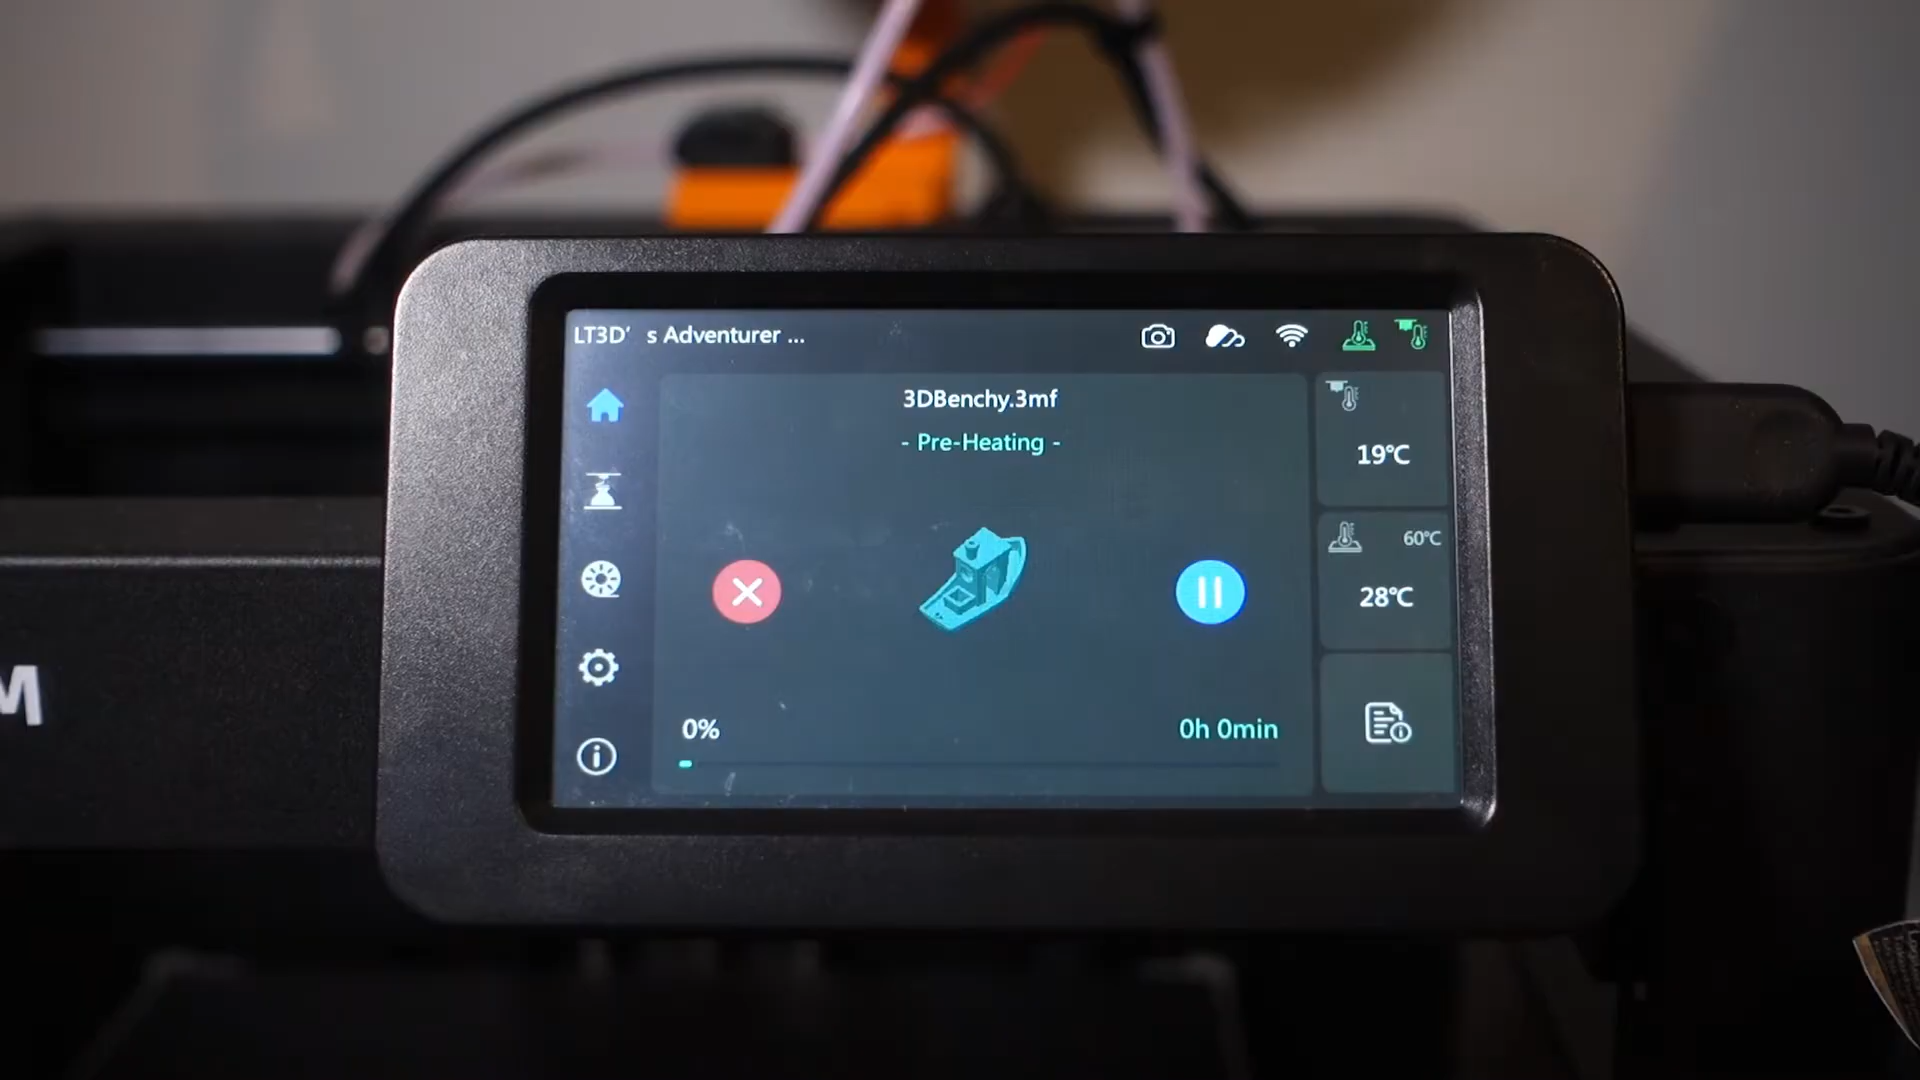 LT3D' s Adventurer ...
3DBenchy.3mf
- Pre-Heating -
19℃
60℃
28℃
0%
0h 0min
M